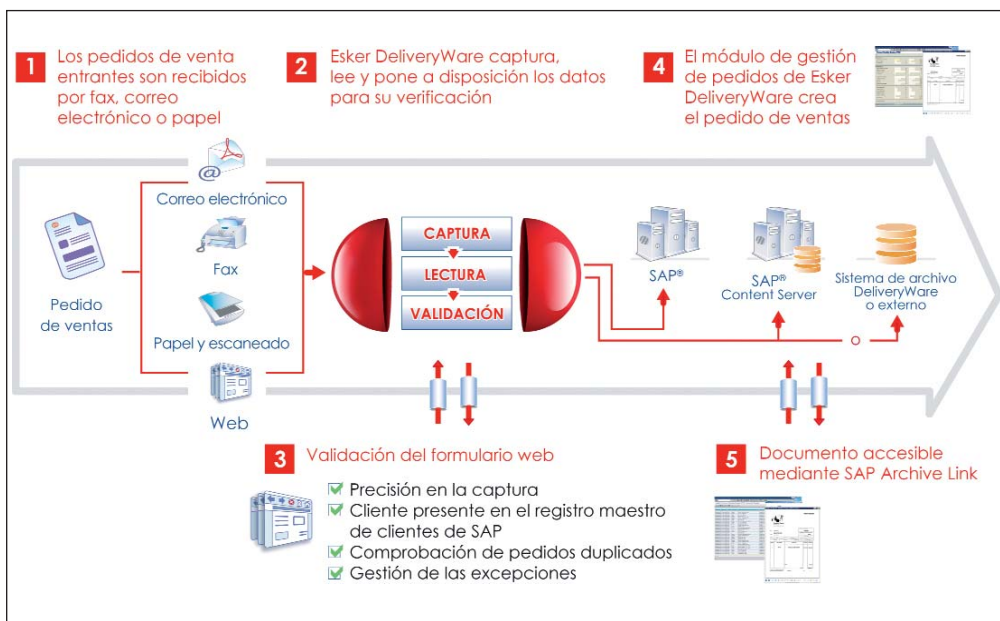 1
Los pedidos de venta
entrantes son recibidos
por fax, correo
electrónico o papel
2
Esker DeliveryWare captura,
lee y pone a disposición los datos
para su verificación
4
El módulo de gestión
de pedidos de Esker
DeliveryWare crea
el pedido de ventas
Pedido
de ventas
@
Correo electrónico
Fax
Papel y escaneado
Web
CAPTURA
LECTURA
VALIDACIÓN
SAP®
SAP®
Content Server
Sistema de archivo
DeliveryWare
o externo
o
3
Validación del formulario web
Precisión en la captura
Cliente presente en el registro maestro
de clientes de SAP
Comprobación de pedidos duplicados
Gestión de las excepciones
5
Documento accesible
mediante SAP Archive Link